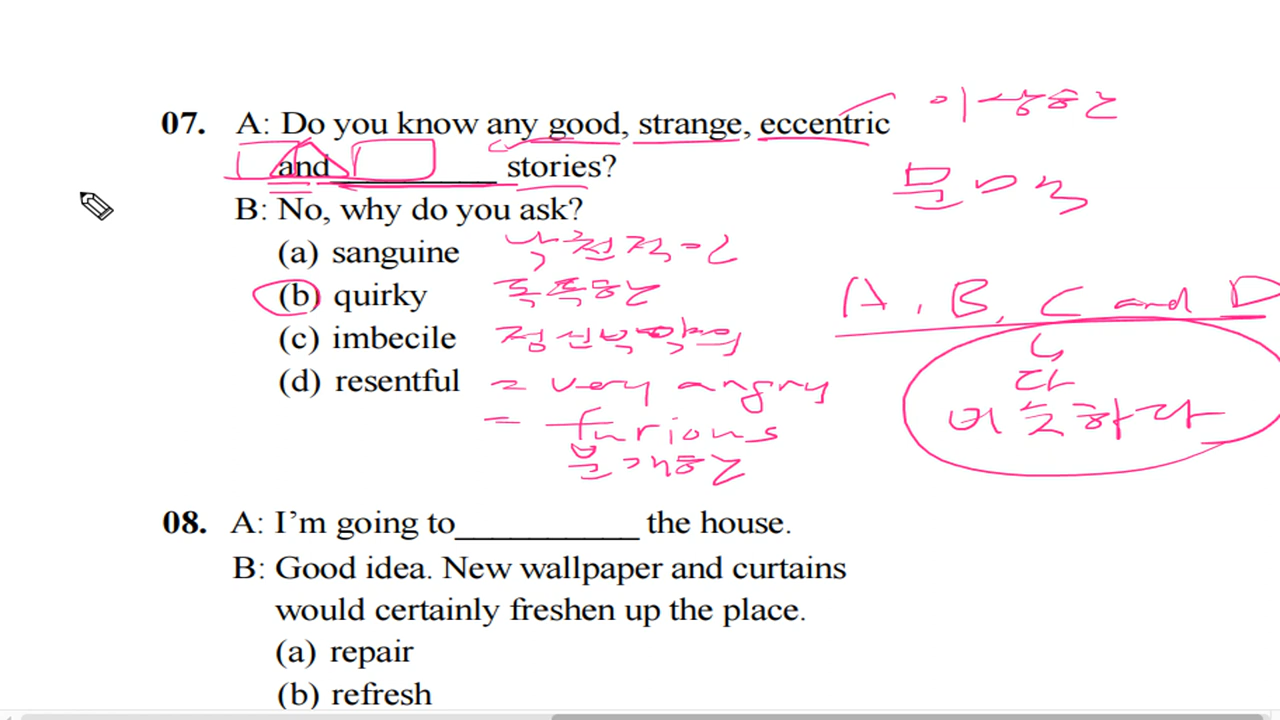 07. A: Do you know any good, strange, eccentric 이상한
and __________ stories?
문맥
B: No, why do you ask?
(a) sanguine 낙천적인
(b) quirky 독특한
A, B, C and D
(c) imbecile 정신박약의
(d) resentful = very angry
다
비슷하다
= furious
분개한
08. A: I'm going to__________ the house.
B: Good idea. New wallpaper and curtains
would certainly freshen up the place.
(a) repair
(b) refresh